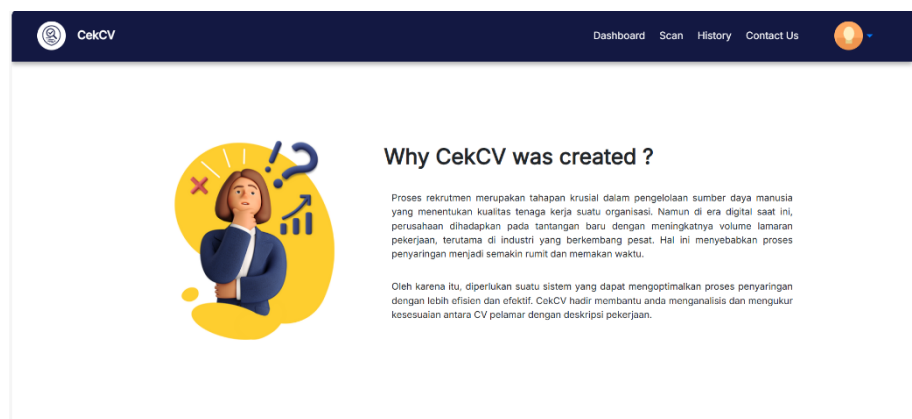 CekCV
Dashboard Scan History Contact Us
Why CekCV was created ?
Proses rekrutmen merupakan tahapan krusial dalam pengelolaan sumber daya manusia
yang menentukan kualitas tenaga kerja suatu organisasi. Namun di era digital saat ini,
perusahaan dihadapkan pada tantangan baru dengan meningkatnya volume lamaran
pekerjaan, terutama di industri yang berkembang pesat. Hal ini menyebabkan proses
penyaringan menjadi semakin rumit dan memakan waktu.
Oleh karena itu, diperlukan suatu sistem yang dapat mengoptimalkan proses penyaringan
dengan lebih efisien dan efektif. CekCV hadir membantu anda menganalisis dan mengukur
kesesuaian antara CV pelamar dengan deskripsi pekerjaan.